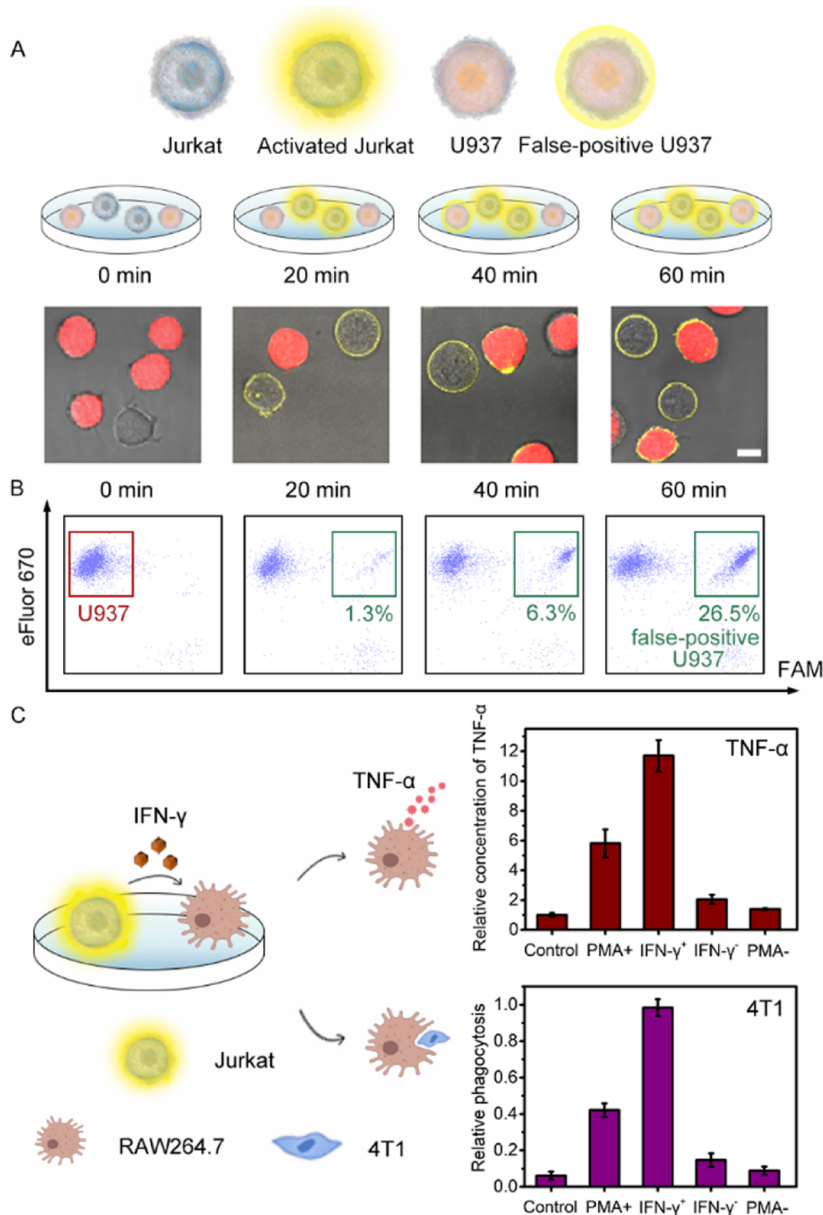 A
Jurkat
Activated Jurkat
U937
False-positive U937
0 min
20 min
40 min
60 min
B
0 min
20 min
40 min
60 min
eFluor 670
U937
1.3%
6.3%
26.5%
false-positive
U937
FAM
C
IFN-γ
TNF-α
Jurkat
RAW264.7
4T1
Relative concentration of TNF-α
12
10
8
6
4
2
0
TNF-α
Control PMA+ IFN-γ⁺ IFN-γ⁻ PMA-
Relative phagocytosis
1.0
0.8
0.6
0.4
0.2
0.0
4T1
Control PMA+ IFN-γ⁺ IFN-γ⁻ PMA-